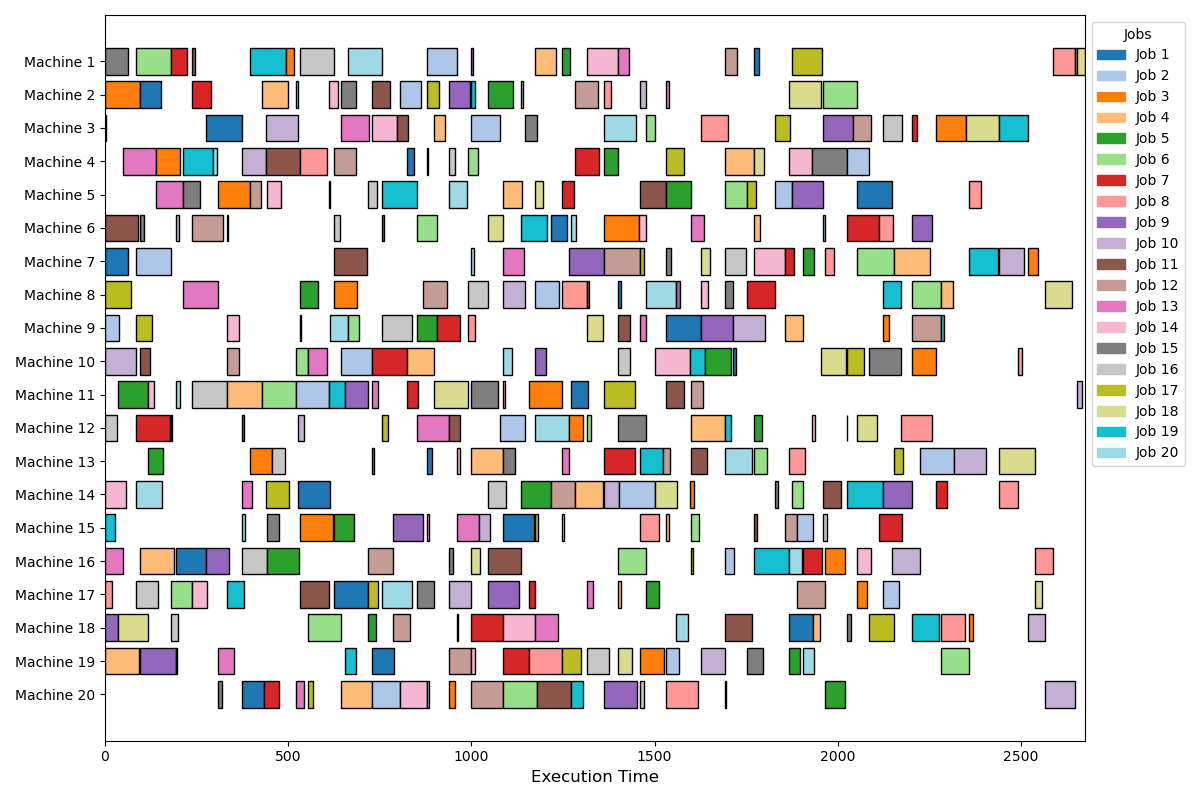 Machine 1
Machine 2
Machine 3
Machine 4
Machine 5
Machine 6
Machine 7
Machine 8
Machine 9
Machine 10
Machine 11
Machine 12
Machine 13
Machine 14
Machine 15
Machine 16
Machine 17
Machine 18
Machine 19
Machine 20
0
500
1000
1500
2000
2500
Execution Time
Jobs
Job 1
Job 2
Job 3
Job 4
Job 5
Job 6
Job 7
Job 8
Job 9
Job 10
Job 11
Job 12
Job 13
Job 14
Job 15
Job 16
Job 17
Job 18
Job 19
Job 20